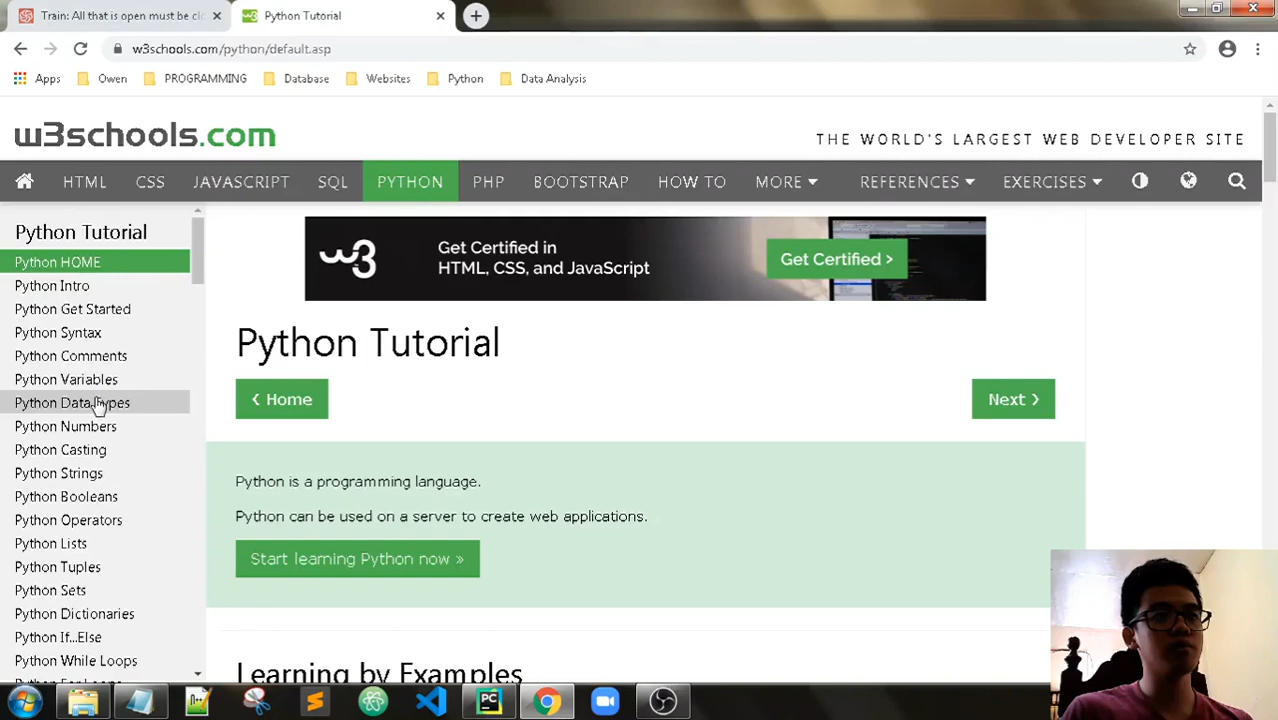 Train: All that is open must be clo
Python Tutorial
w3schools.com/python/default.asp
Apps
Owen
PROGRAMMING
Database
Websites
Python
Data Analysis
w3schools.com
THE WORLD'S LARGEST WEB DEVELOPER SITE
HTML
CSS
JAVASCRIPT
SQL
PYTHON
PHP
BOOTSTRAP
HOW TO
MORE
REFERENCES
EXERCISES
Python Tutorial
Python HOME
Python Intro
Python Get Started
Python Syntax
Python Comments
Python Variables
Python Data Types
Python Numbers
Python Casting
Python Strings
Python Booleans
Python Operators
Python Lists
Python Tuples
Python Sets
Python Dictionaries
Python If...Else
Python While Loops
w3
Get Certified in
HTML, CSS, and JavaScript
Get Certified >
Python Tutorial
❮ Home
Next ❯
Python is a programming language.
Python can be used on a server to create web applications.
Start learning Python now »
Learning by Examples
PC